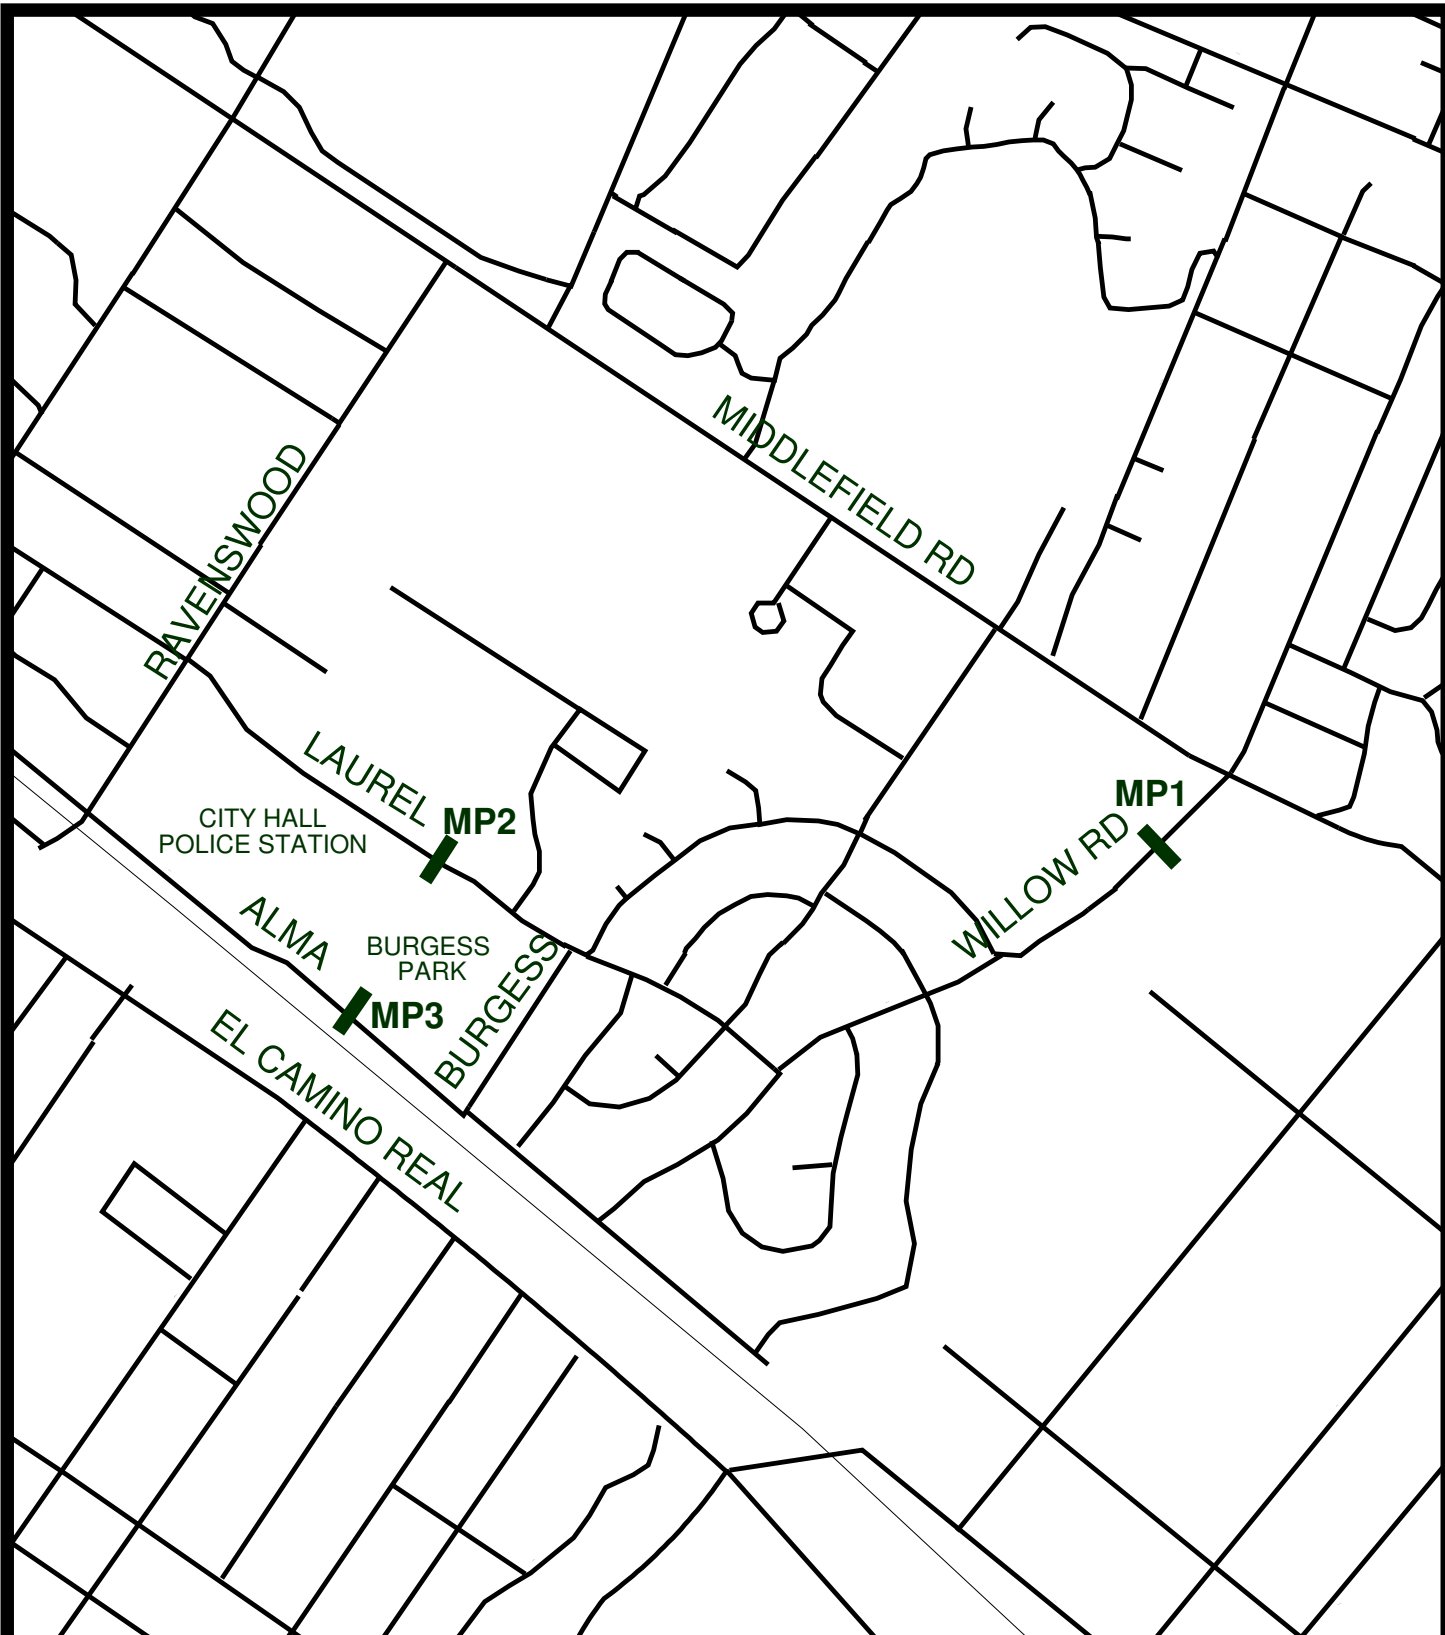 MIDDLEFIELD RD
RAVENSWOOD
LAUREL
MP1
MP2
CITY HALL
POLICE STATION
WILLOW RD
ALMA
BURGESS
PARK
BURGESS
MP3
EL CAMINO REAL